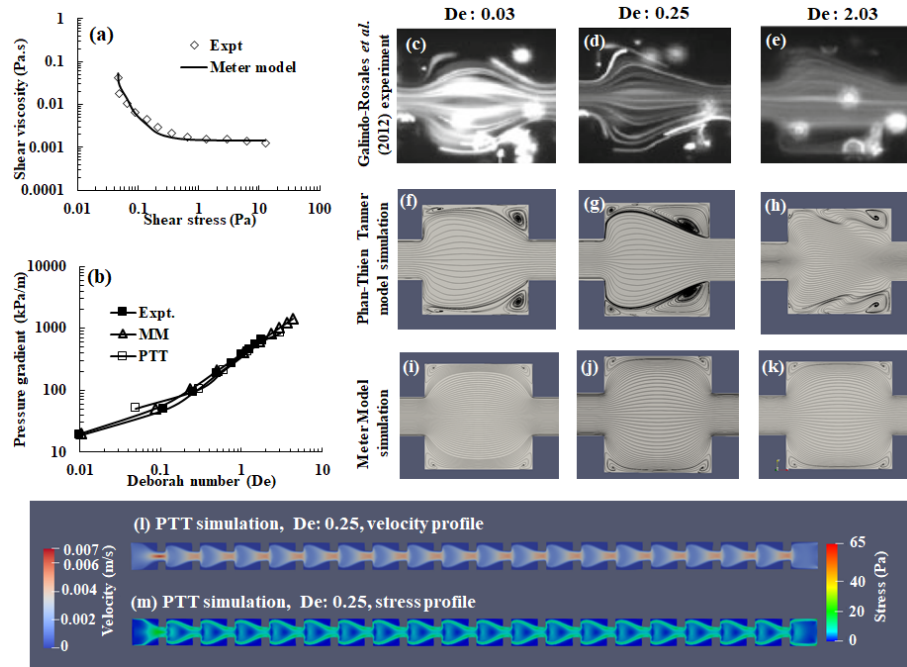 De: 0.03
De: 0.25
De: 2.03
(a)
Shear viscosity (Pa.s)
1
0.1
0.01
0.001
0.0001
Expt
Meter model
0.01
0.1
1
10
100
Shear stress (Pa)
(b)
Pressure gradient (kPa/m)
10000
1000
100
10
Expt.
MM
PTT
0.01
0.1
1
10
Deborah number (De)
Galindo-Rosales et al.
(2012) experiment
(c)
(d)
(e)
Phan-Thien Tanner
model simulation
(f)
(g)
(h)
Meter Model
simulation
(i)
(j)
(k)
(l) PTT simulation, De: 0.25, velocity profile
Velocity (m/s)
0.007
0.006
0.004
0.002
0
(m) PTT simulation, De: 0.25, stress profile
Stress (Pa)
65
60
40
20
0